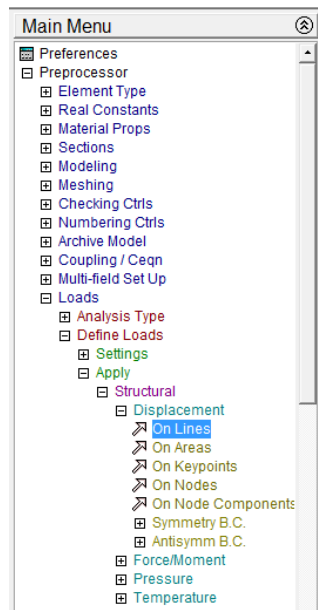 Main Menu
Preferences
Preprocessor
Element Type
Real Constants
Material Props
Sections
Modeling
Meshing
Checking Ctrls
Numbering Ctrls
Archive Model
Coupling / Ceqn
Multi-field Set Up
Loads
Analysis Type
Define Loads
Settings
Apply
Structural
Displacement
On Lines
On Areas
On Keypoints
On Nodes
On Node Components
Symmetry B.C.
Antisymm B.C.
Force/Moment
Pressure
Temperature